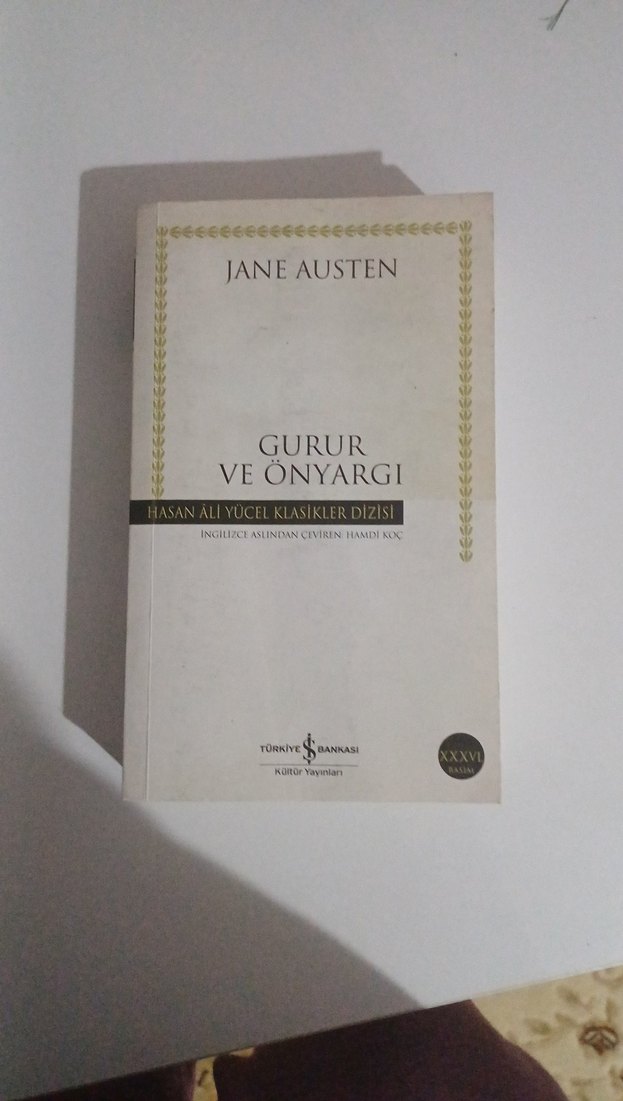 JANE AUSTEN
GURUR
VE ÖNYARGI
HASAN ÂLİ YÜCEL KLASİKLER DİZİSİ
İNGİLİZCE ASLINDAN ÇEVİREN: HAMDİ KOÇ
TÜRKİYE İŞ BANKASI
Kültür Yayınları
XXXVI.
BASIM